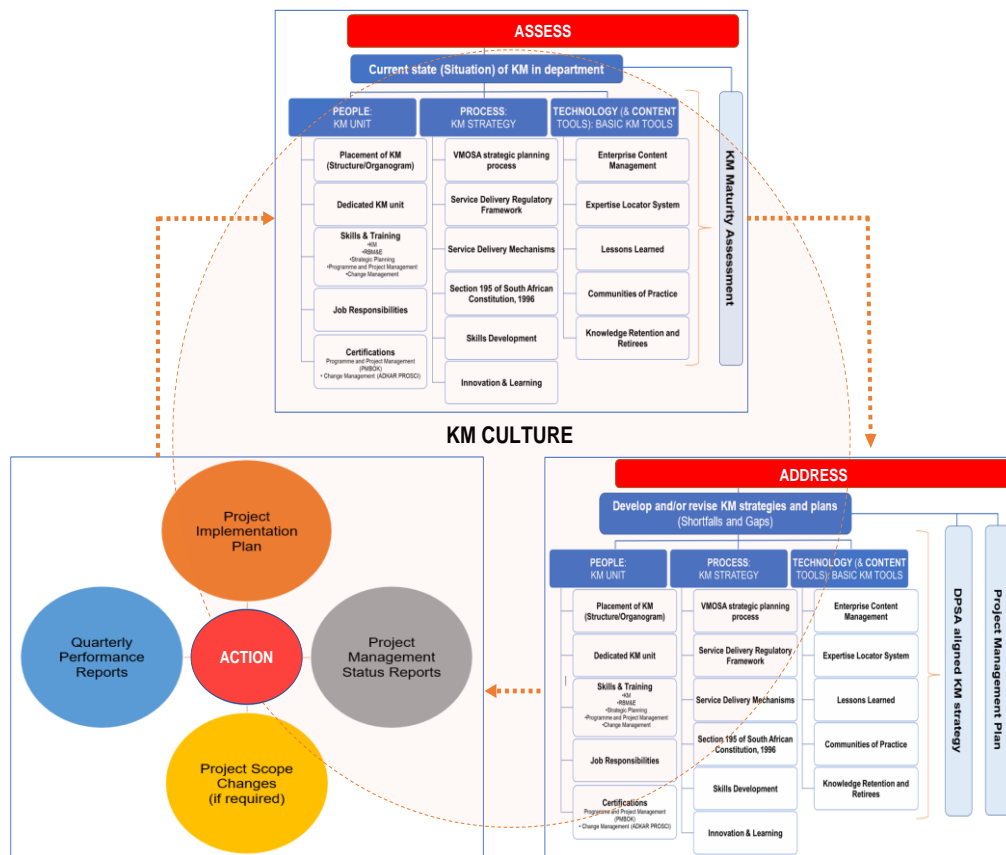 ASSESS
Current state (Situation) of KM in department
PEOPLE:
KM UNIT
PROCESS:
KM STRATEGY
TECHNOLOGY (& CONTENT
TOOLS): BASIC KM TOOLS
Placement of KM
(Structure/Organogram)
Dedicated KM unit
Skills & Training
•KM
•RBM&E
•Strategic Planning
•Programme and Project Management
•Change Management
Job Responsibilities
Certifications
Programme and Project Management
(PMBOK)
• Change Management (ADKAR PROSCI)
VMOSA strategic planning
process
Service Delivery Regulatory
Framework
Service Delivery Mechanisms
Section 195 of South African
Constitution, 1996
Skills Development
Innovation & Learning
Enterprise Content
Management
Expertise Locator System
Lessons Learned
Communities of Practice
Knowledge Retention and
Retirees
KM Maturity Assessment
KM CULTURE
ADDRESS
Develop and/or revise KM strategies and plans
(Shortfalls and Gaps)
PEOPLE:
KM UNIT
PROCESS:
KM STRATEGY
TECHNOLOGY (& CONTENT
TOOLS): BASIC KM TOOLS
Placement of KM
(Structure/Organogram)
Dedicated KM unit
Skills & Training
•KM
•RBM&E
•Strategic Planning
•Programme and Project Management
•Change Management
Job Responsibilities
Certifications
Programme and Project Management
(PMBOK)
• Change Management (ADKAR PROSCI)
VMOSA strategic planning
process
Service Delivery Regulatory
Framework
Service Delivery Mechanisms
Section 195 of South African
Constitution, 1996
Skills Development
Innovation & Learning
Enterprise Content
Management
Expertise Locator System
Lessons Learned
Communities of Practice
Knowledge Retention and
Retirees
DPSA aligned KM strategy
Project Management Plan
Project
Implementation
Plan
Quarterly
Performance
Reports
ACTION
Project
Management
Status Reports
Project Scope
Changes
(if required)